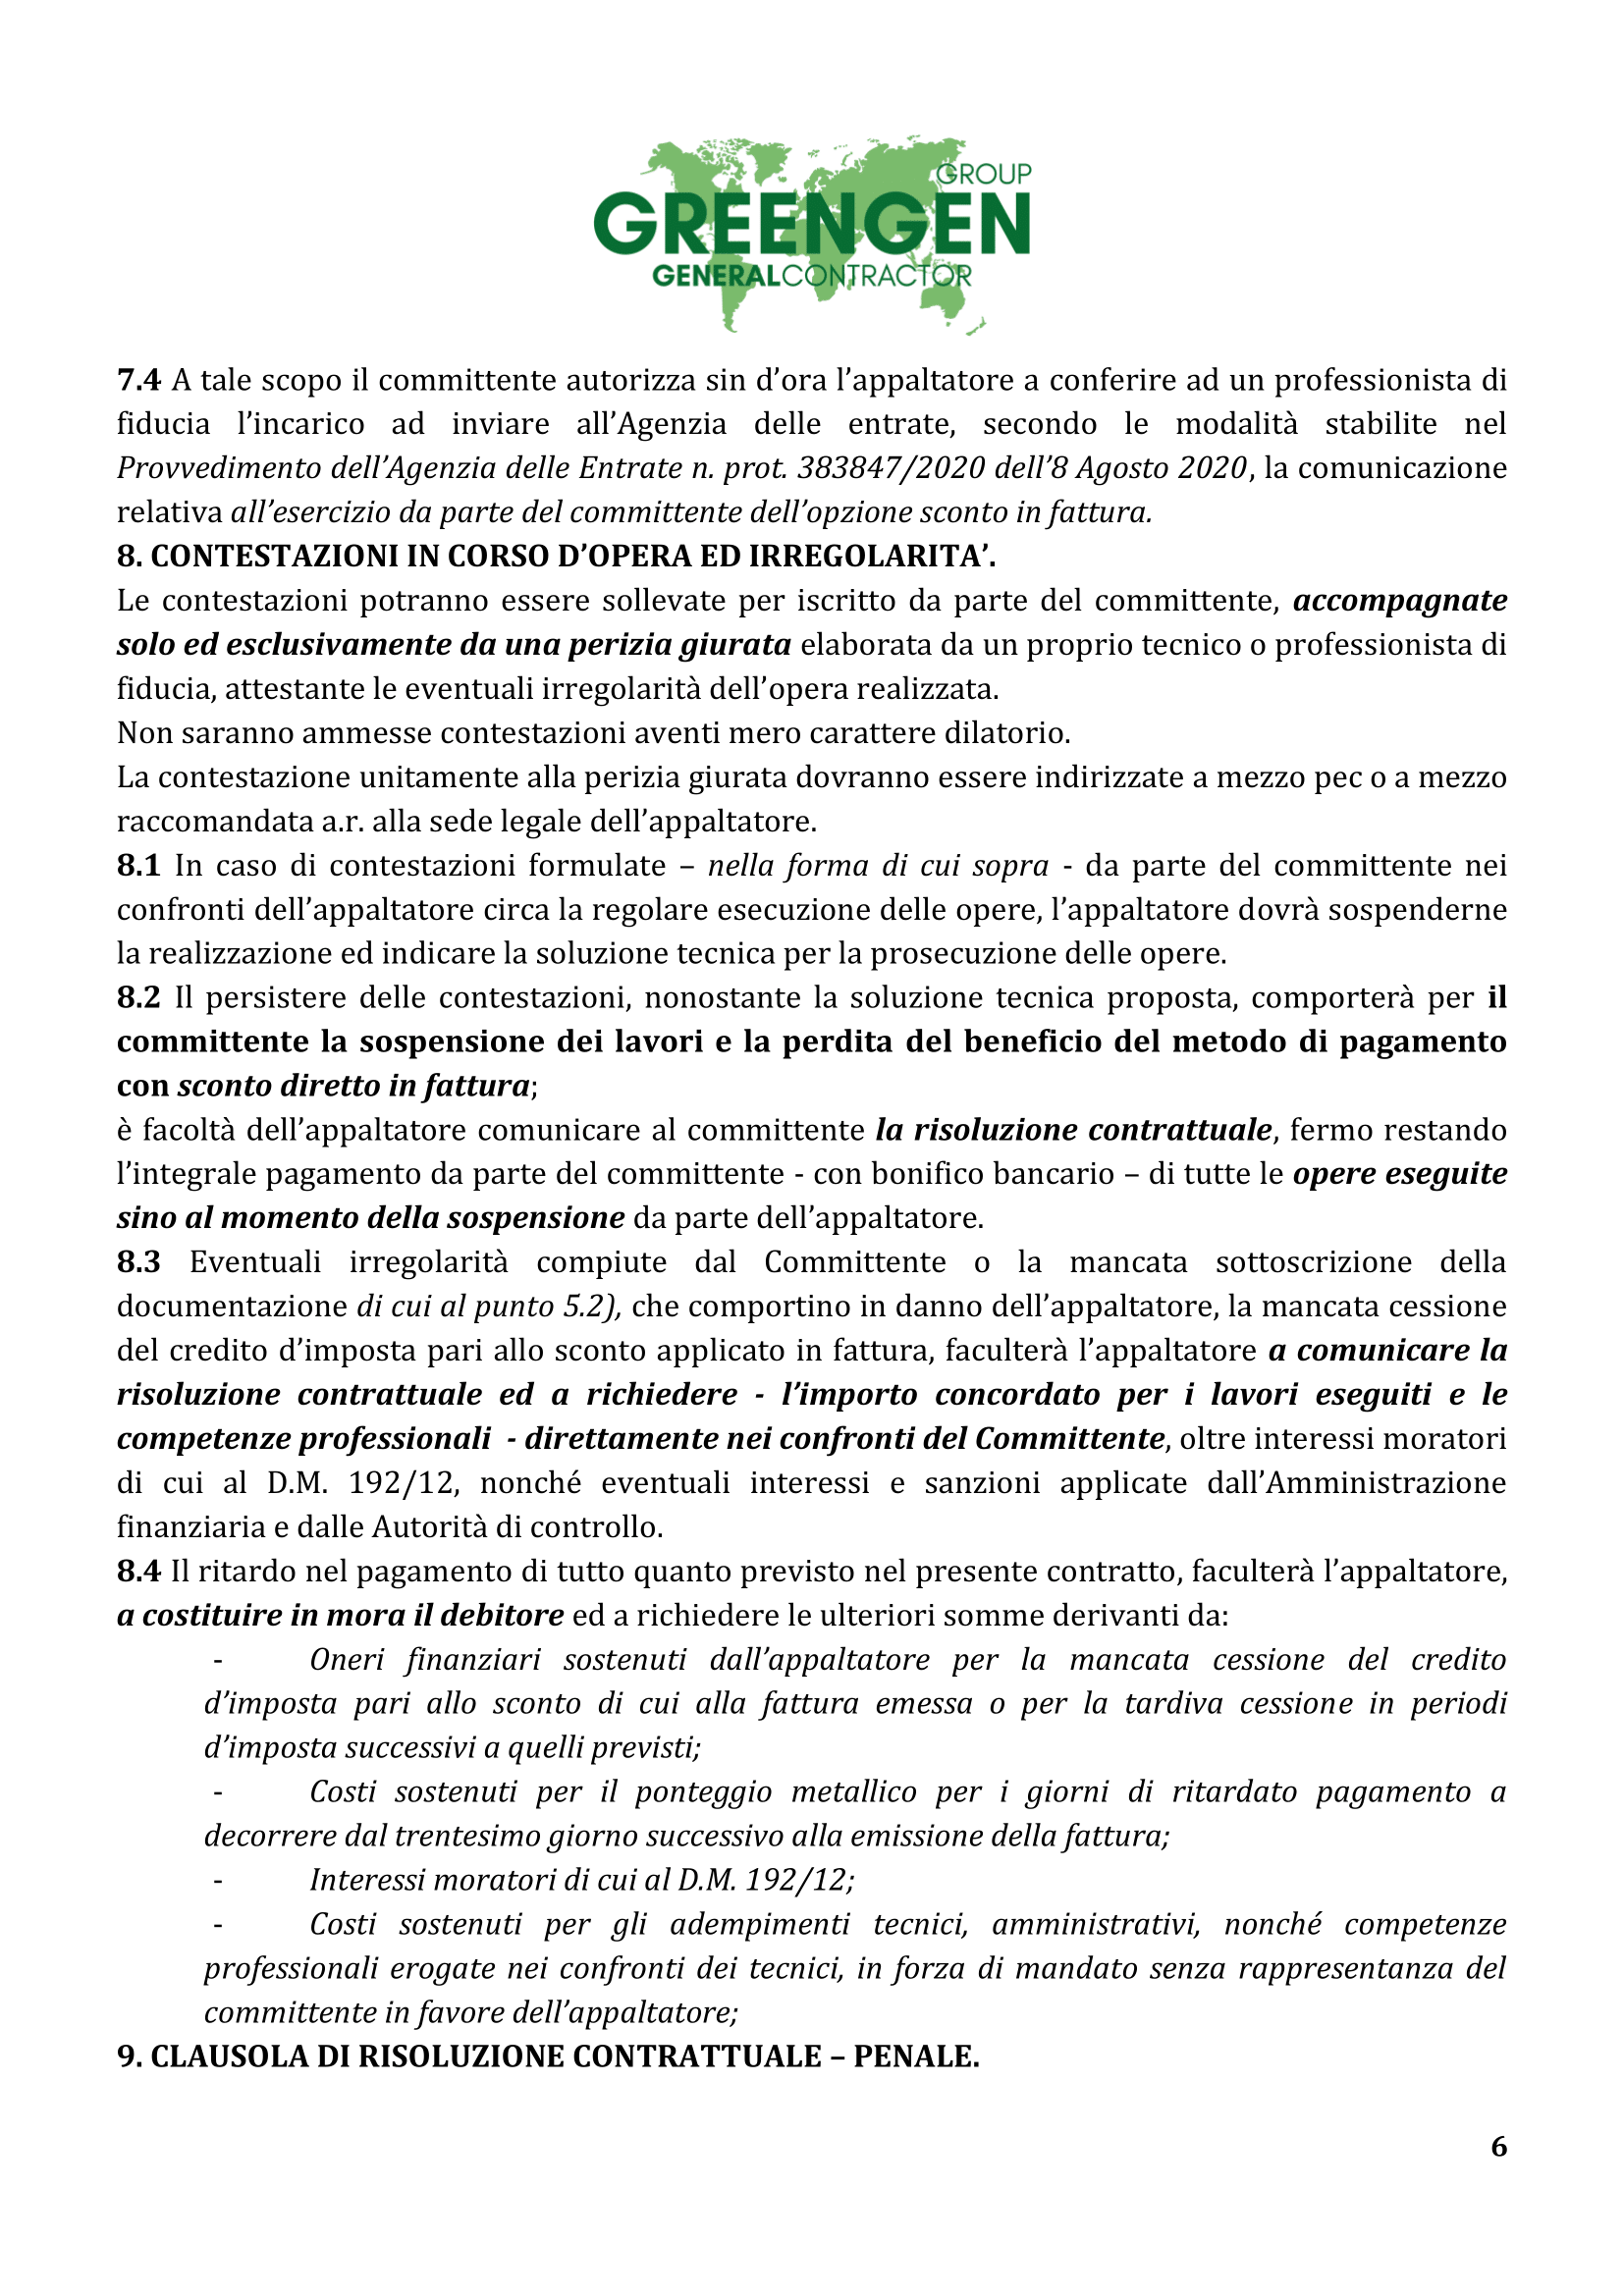 GROUP
GREENGEN
GENERALCONTRACTOR
7.4 A tale scopo il committente autorizza sin d’ora l’appaltatore a conferire ad un professionista di
fiducia l’incarico ad inviare all’Agenzia delle entrate, secondo le modalità stabilite nel
Provvedimento dell’Agenzia delle Entrate n. prot. 383847/2020 dell’8 Agosto 2020, la comunicazione
relativa all’esercizio da parte del committente dell’opzione sconto in fattura.
8. CONTESTAZIONI IN CORSO D’OPERA ED IRREGOLARITA’.
Le contestazioni potranno essere sollevate per iscritto da parte del committente, accompagnate
solo ed esclusivamente da una perizia giurata elaborata da un proprio tecnico o professionista di
fiducia, attestante le eventuali irregolarità dell’opera realizzata.
Non saranno ammesse contestazioni aventi mero carattere dilatorio.
La contestazione unitamente alla perizia giurata dovranno essere indirizzate a mezzo pec o a mezzo
raccomandata a.r. alla sede legale dell’appaltatore.
8.1 In caso di contestazioni formulate – nella forma di cui sopra - da parte del committente nei
confronti dell’appaltatore circa la regolare esecuzione delle opere, l’appaltatore dovrà sospenderne
la realizzazione ed indicare la soluzione tecnica per la prosecuzione delle opere.
8.2 Il persistere delle contestazioni, nonostante la soluzione tecnica proposta, comporterà per il
committente la sospensione dei lavori e la perdita del beneficio del metodo di pagamento
con sconto diretto in fattura;
è facoltà dell’appaltatore comunicare al committente la risoluzione contrattuale, fermo restando
l’integrale pagamento da parte del committente - con bonifico bancario – di tutte le opere eseguite
sino al momento della sospensione da parte dell’appaltatore.
8.3 Eventuali irregolarità compiute dal Committente o la mancata sottoscrizione della
documentazione di cui al punto 5.2), che comportino in danno dell’appaltatore, la mancata cessione
del credito d’imposta pari allo sconto applicato in fattura, faculterà l’appaltatore a comunicare la
risoluzione contrattuale ed a richiedere - l’importo concordato per i lavori eseguiti e le
competenze professionali - direttamente nei confronti del Committente, oltre interessi moratori
di cui al D.M. 192/12, nonché eventuali interessi e sanzioni applicate dall’Amministrazione
finanziaria e dalle Autorità di controllo.
8.4 Il ritardo nel pagamento di tutto quanto previsto nel presente contratto, faculterà l’appaltatore,
a costituire in mora il debitore ed a richiedere le ulteriori somme derivanti da:
- Oneri finanziari sostenuti dall’appaltatore per la mancata cessione del credito
d’imposta pari allo sconto di cui alla fattura emessa o per la tardiva cessione in periodi
d’imposta successivi a quelli previsti;
- Costi sostenuti per il ponteggio metallico per i giorni di ritardato pagamento a
decorrere dal trentesimo giorno successivo alla emissione della fattura;
- Interessi moratori di cui al D.M. 192/12;
- Costi sostenuti per gli adempimenti tecnici, amministrativi, nonché competenze
professionali erogate nei confronti dei tecnici, in forza di mandato senza rappresentanza del
committente in favore dell’appaltatore;
9. CLAUSOLA DI RISOLUZIONE CONTRATTUALE – PENALE.
6